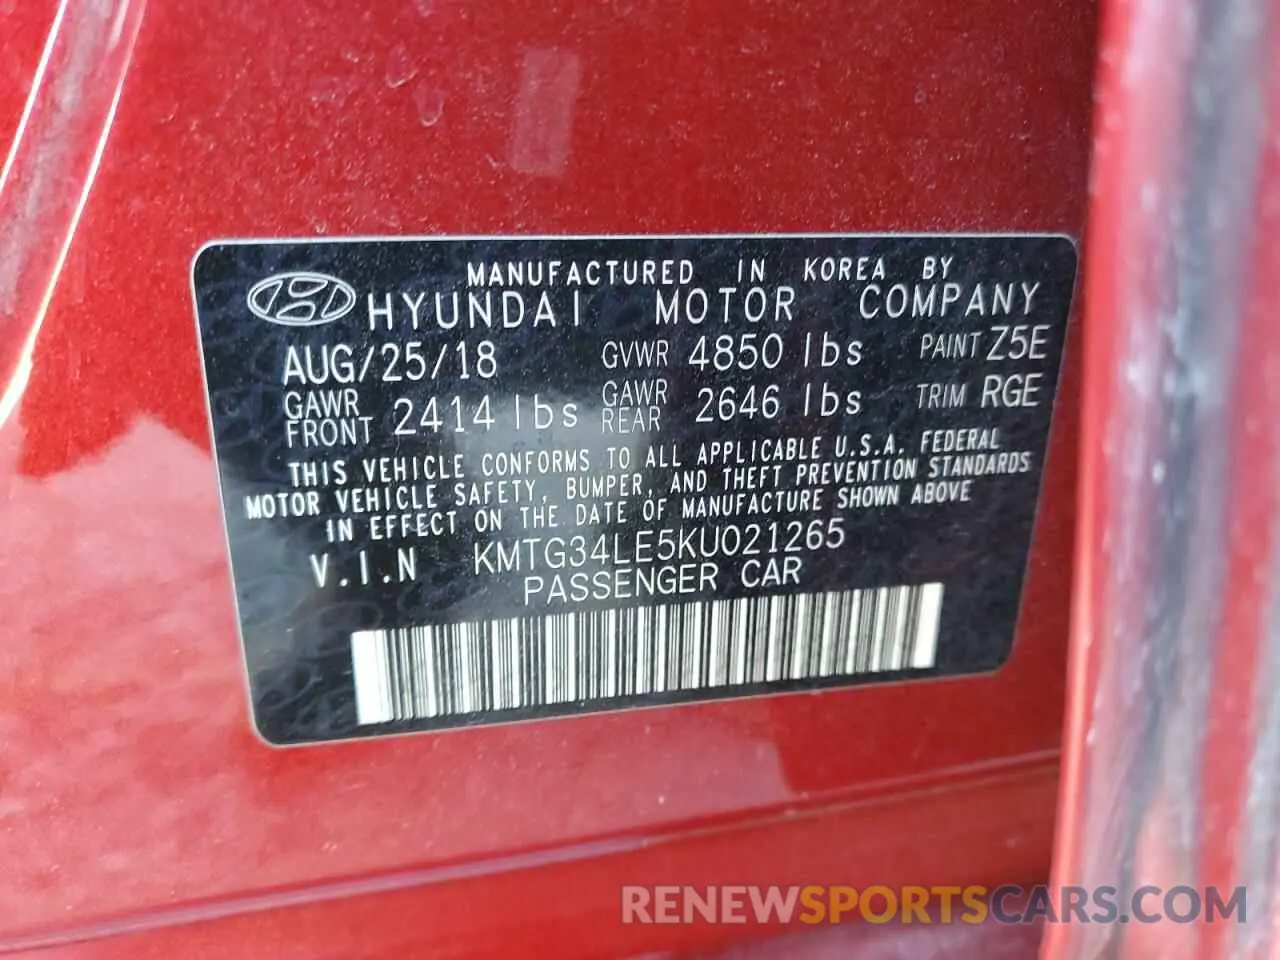 MANUFACTURED IN KOREA BY
HYUNDAI MOTOR COMPANY
AUG/25/18 GVWR 4850 lbs PAINT Z5E
GAWR FRONT 2414 lbs GAWR REAR 2646 lbs TRIM RGE
THIS VEHICLE CONFORMS TO ALL APPLICABLE U.S.A. FEDERAL
MOTOR VEHICLE SAFETY, BUMPER, AND THEFT PREVENTION STANDARDS
IN EFFECT ON THE DATE OF MANUFACTURE SHOWN ABOVE
V.I.N KMTG34LE5KU021265
PASSENGER CAR
RENEWSPORTSCARS.COM